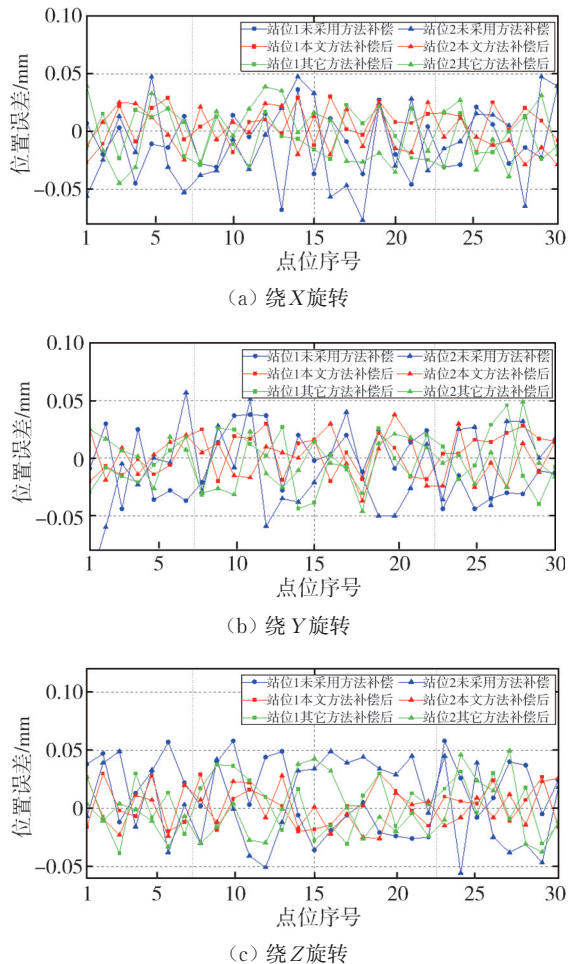 0.10
站位1未采用方法补偿 站位2未采用方法补偿
站位1本文方法补偿后 站位2本文方法补偿后
站位1其它方法补偿后 站位2其它方法补偿后
0.05
0
−0.05
位置误差/mm
1 5 10 15 20 25 30
点位序号
(a) 绕X旋转
0.10
站位1未采用方法补偿 站位2未采用方法补偿
站位1本文方法补偿后 站位2本文方法补偿后
站位1其它方法补偿后 站位2其它方法补偿后
0.05
0
−0.05
位置误差/mm
1 5 10 15 20 25 30
点位序号
(b) 绕Y旋转
0.10
站位1未采用方法补偿 站位2未采用方法补偿
站位1本文方法补偿后 站位2本文方法补偿后
站位1其它方法补偿后 站位2其它方法补偿后
0.05
0
−0.05
位置误差/mm
1 5 10 15 20 25 30
点位序号
(c) 绕Z旋转